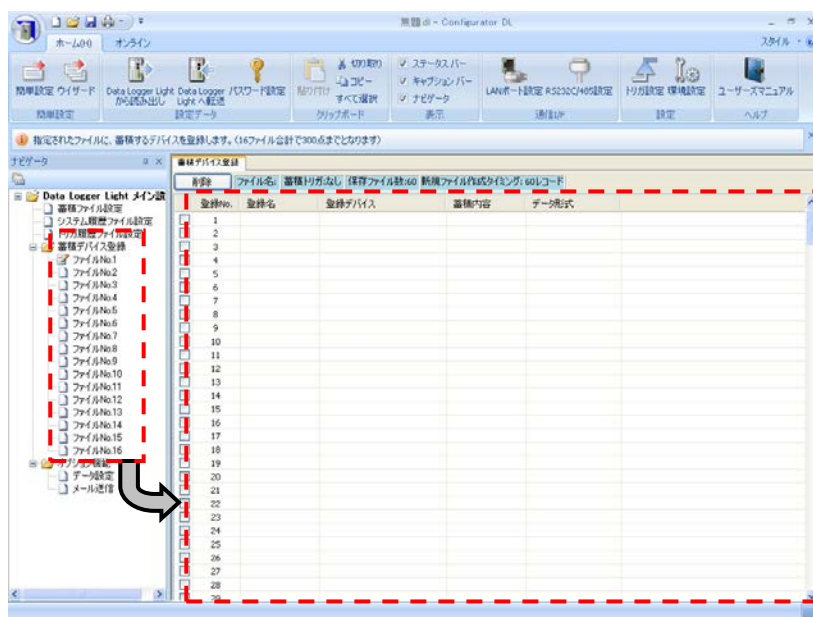 無題.dl - Configurator DL
ホーム(H) オンライン スタイル
簡単設定 ウィザード
Data Logger Light から読み出し
Data Logger Light へ転送
パスワード設定
貼り付け
切り取り
コピー
すべて選択
ステータス バー
キャプション バー
ナビゲータ
LANポート設定 RS232C/485設定
トリガ設定 環境設定
ユーザーズマニュアル
簡単設定 設定データ クリップボード 表示 通信I/F 設定 ヘルプ
指定されたファイルに、蓄積するデバイスを登録します。(16ファイル合計で300点までとなります)
ナビゲータ
Data Logger Light メイン設
蓄積ファイル設定
システム履歴ファイル設定
トリガ履歴ファイル設定
蓄積デバイス登録
ファイルNo.1
ファイルNo.2
ファイルNo.3
ファイルNo.4
ファイルNo.5
ファイルNo.6
ファイルNo.7
ファイルNo.8
ファイルNo.9
ファイルNo.10
ファイルNo.11
ファイルNo.12
ファイルNo.13
ファイルNo.14
ファイルNo.15
ファイルNo.16
オプション機能
データ設定
メール送信
蓄積デバイス登録
削除 ファイル名: 蓄積トリガ:なし 保存ファイル数:60 新規ファイル作成タイミング: 60レコード
登録No. 登録名 登録デバイス 蓄積内容 データ形式
1
2
3
4
5
6
7
8
9
10
11
12
13
14
15
16
17
18
19
20
21
22
23
24
25
26
27
28
29